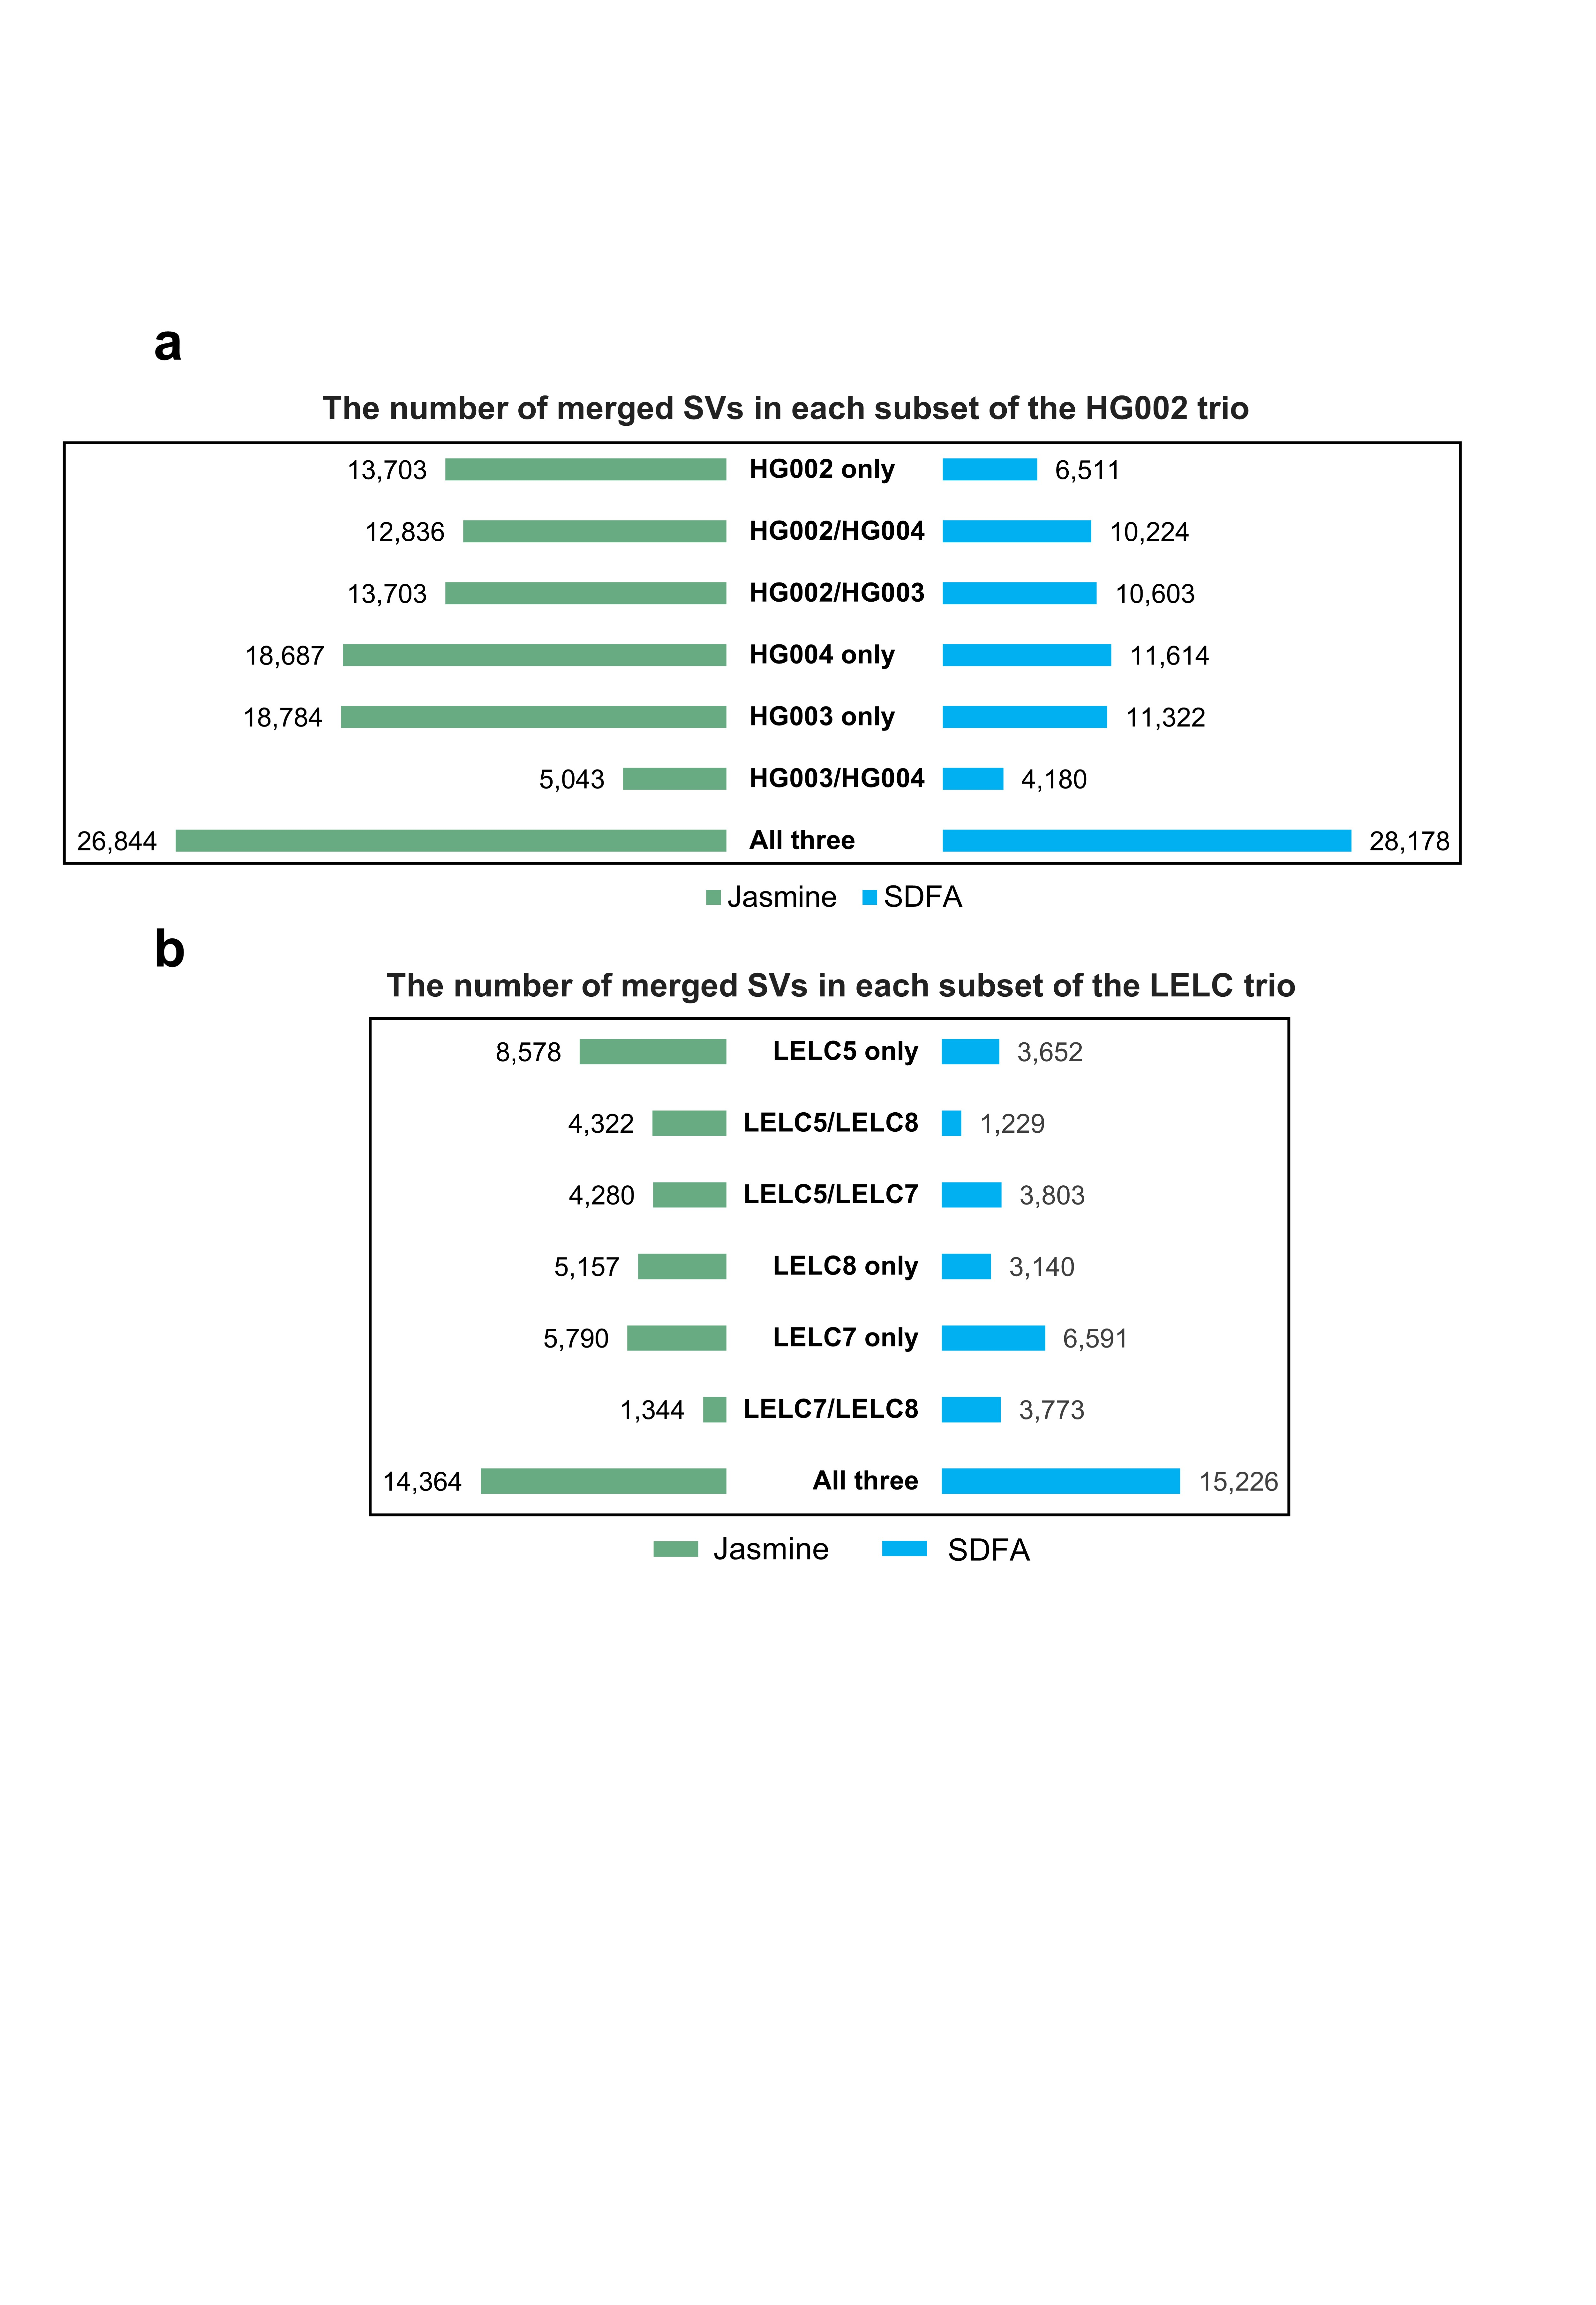 a
The number of merged SVs in each subset of the HG002 trio
13,703 HG002 only 6,511
12,836 HG002/HG004 10,224
13,703 HG002/HG003 10,603
18,687 HG004 only 11,614
18,784 HG003 only 11,322
5,043 HG003/HG004 4,180
26,844 All three 28,178
Jasmine SDFA
b
The number of merged SVs in each subset of the LELC trio
8,578 LELC5 only 3,652
4,322 LELC5/LELC8 1,229
4,280 LELC5/LELC7 3,803
5,157 LELC8 only 3,140
5,790 LELC7 only 6,591
1,344 LELC7/LELC8 3,773
14,364 All three 15,226
Jasmine SDFA